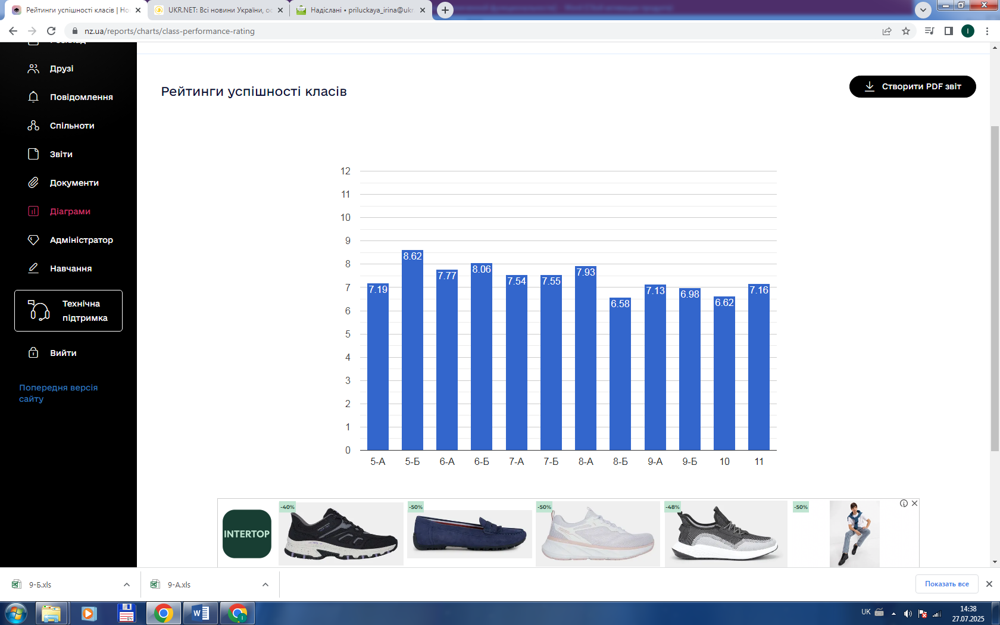 Рейтинги успішності класів | Но
UKR.NET: Всі новини України, ос
Надіслані • priluckaya_irina@ukr.
nz.ua/reports/charts/class-performance-rating
I
Розклад
Друзі
Повідомлення
Спільноти
Звіти
Документи
Діаграми
Адміністратор
Навчання
Технічна
підтримка
Вийти
Попередня версія
сайту
Рейтинги успішності класів
Створити PDF звіт
12
11
10
9
8
7
6
5
4
3
2
1
0
7.19
8.62
7.77
8.06
7.54
7.55
7.93
6.58
7.13
6.98
6.62
7.16
5-А
5-Б
6-А
6-Б
7-А
7-Б
8-А
8-Б
9-А
9-Б
10
11
INTERTOP
-40%
-50%
-50%
-48%
-50%
9-Б.xls
9-А.xls
Показать все
UK
14:38
27.07.2025